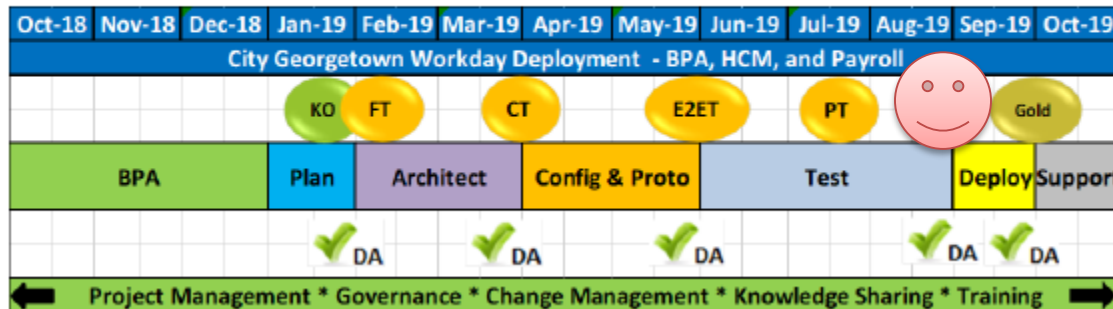 Oct-18 Nov-18 Dec-18 Jan-19 Feb-19 Mar-19 Apr-19 May-19 Jun-19 Jul-19 Aug-19 Sep-19 Oct-19
City Georgetown Workday Deployment - BPA, HCM, and Payroll
KO FT CT E2ET PT Gold
BPA Plan Architect Config & Proto Test Deploy Suppor
DA DA DA DA DA
Project Management * Governance * Change Management * Knowledge Sharing * Training